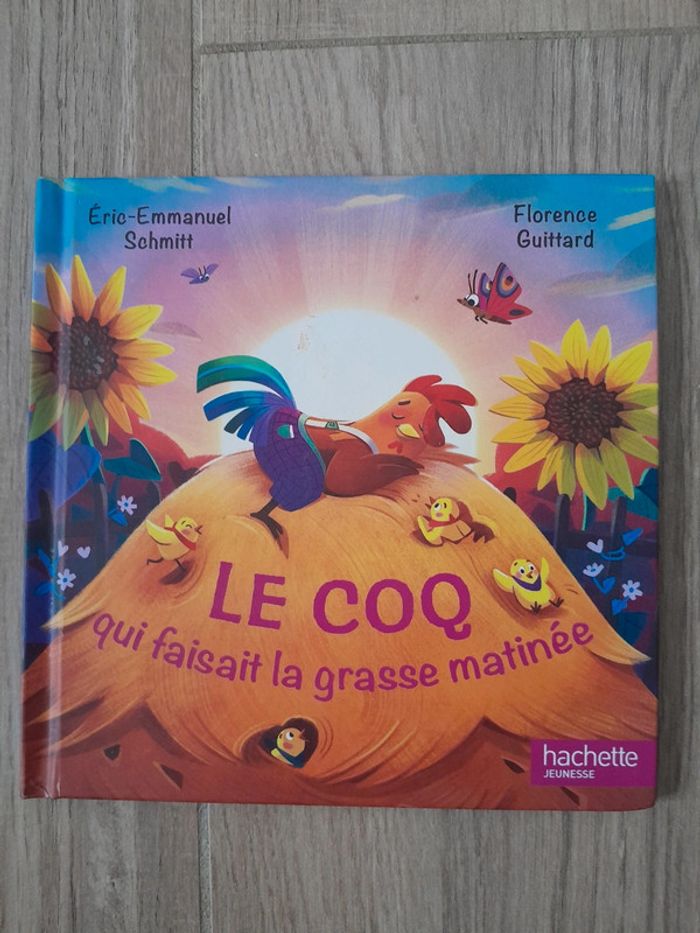 Éric-Emmanuel
Schmitt
Florence
Guittard
LE COQ
qui faisait la grasse matinée
hachette
JEUNESSE